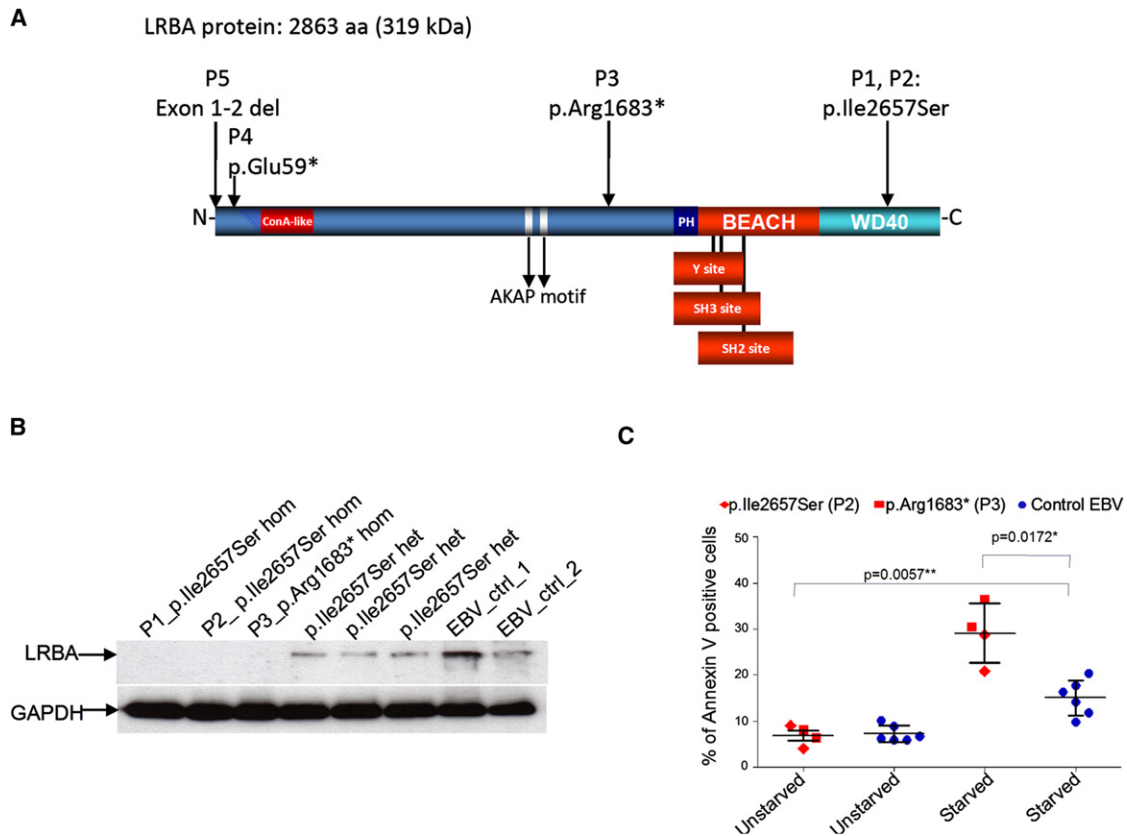 A
LRBA protein: 2863 aa (319 kDa)
P5
Exon 1-2 del
P4
p.Glu59*
P3
p.Arg1683*
P1, P2:
p.Ile2657Ser
N-
ConA-like
PH
BEACH
WD40
-C
AKAP motif
Y site
SH3 site
SH2 site
B
P1_p.Ile2657Ser hom
P2_ p.Ile2657Ser hom
P3_p.Arg1683* hom
p.Ile2657Ser het
p.Ile2657Ser het
p.Ile2657Ser het
EBV_ctrl_1
EBV_ctrl_2
LRBA
GAPDH
C
p.Ile2657Ser (P2) p.Arg1683* (P3) Control EBV
% of Annexin V positive cells
50
40
30
20
10
0
p=0.0172*
p=0.0057**
Unstarved
Unstarved
Starved
Starved